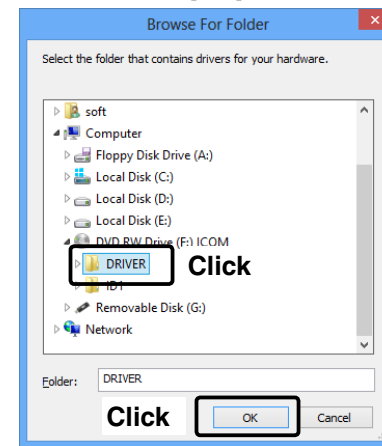 Browse For Folder
Select the folder that contains drivers for your hardware.
soft
Computer
Floppy Disk Drive (A:)
Local Disk (C:)
Local Disk (D:)
Local Disk (E:)
DVD RW Drive (F:) ICOM
DRIVER Click
ID1
Removable Disk (G:)
Network
Folder: DRIVER
Click OK Cancel